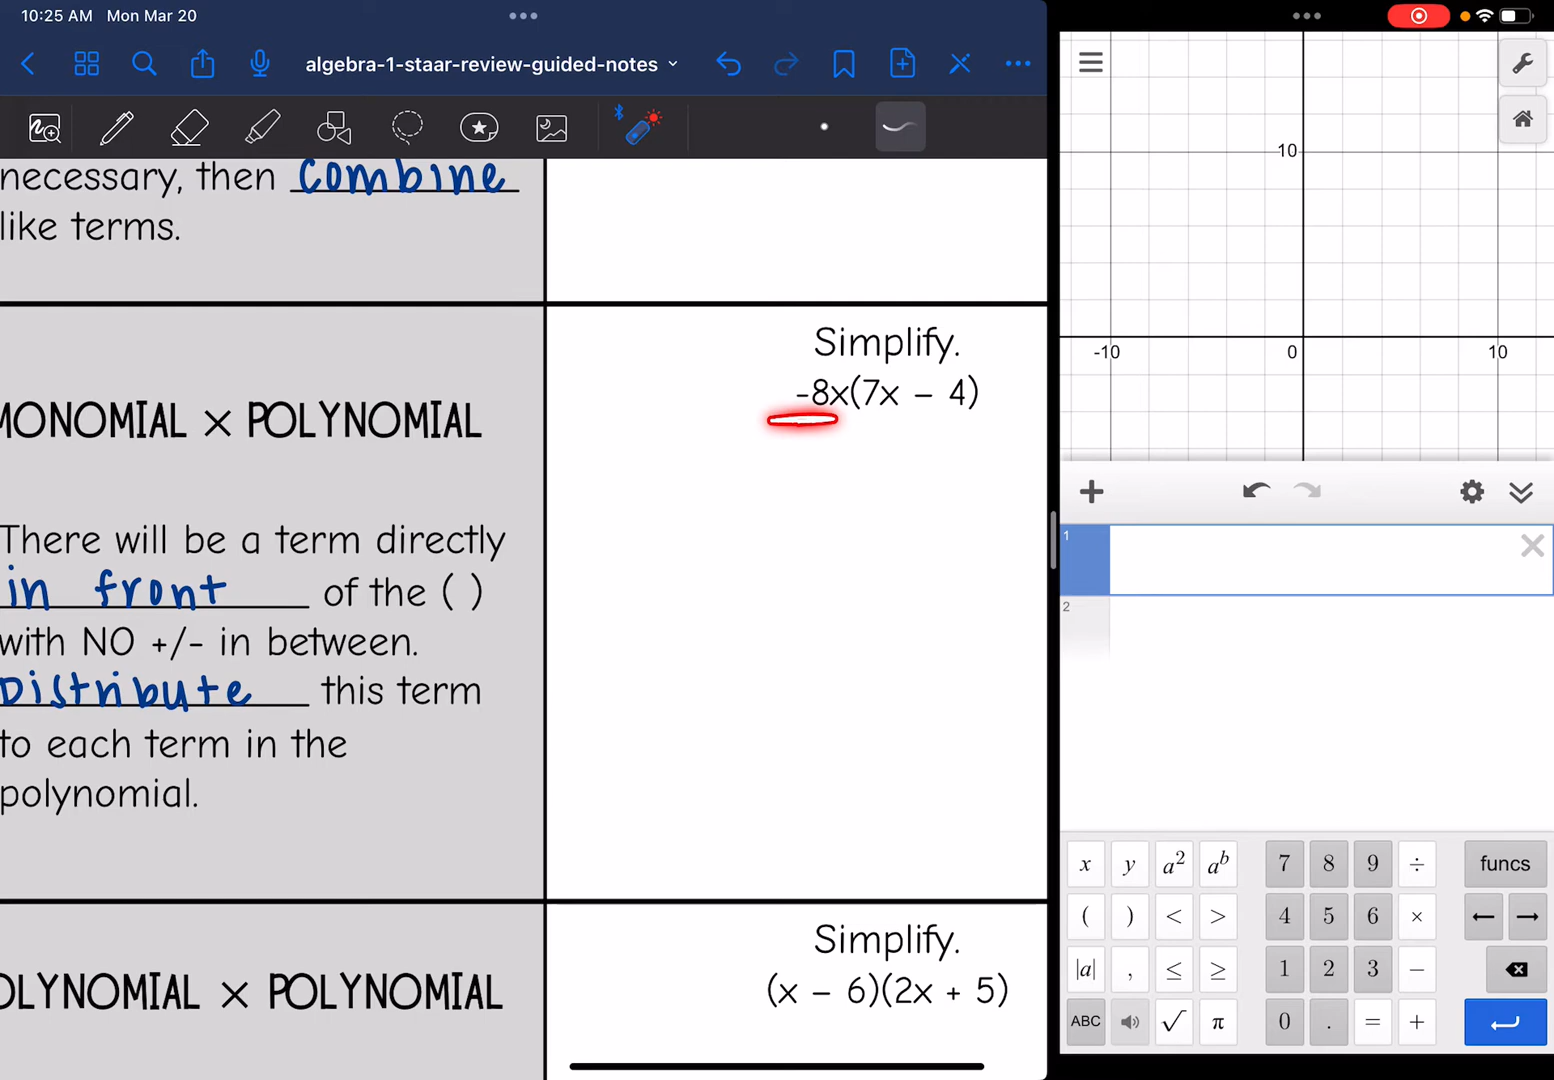 10:25 AM Mon Mar 20
algebra-1-staar-review-guided-notes
necessary, then combine
like terms.
MONOMIAL × POLYNOMIAL
There will be a term directly
in front of the ( )
with NO +/- in between.
Distribute this term
to each term in the
polynomial.
Simplify.
-8x(7x – 4)
OLYNOMIAL × POLYNOMIAL
Simplify.
(x – 6)(2x + 5)
10
-10 0 10
1
2
x y a² aᵇ 7 8 9 ÷ funcs
( ) < > 4 5 6 × ← →
|a| , ≤ ≥ 1 2 3 −
ABC √ π 0 . = +